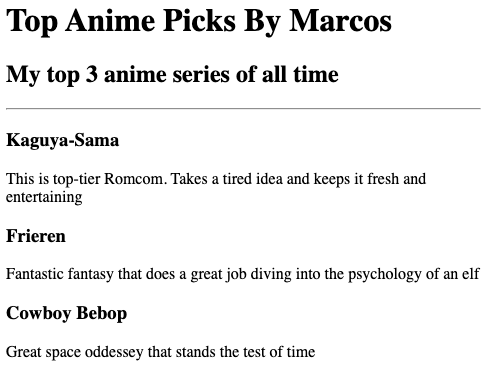 Top Anime Picks By Marcos
My top 3 anime series of all time
Kaguya-Sama
This is top-tier Romcom. Takes a tired idea and keeps it fresh and
entertaining
Frieren
Fantastic fantasy that does a great job diving into the psychology of an elf
Cowboy Bebop
Great space oddessey that stands the test of time